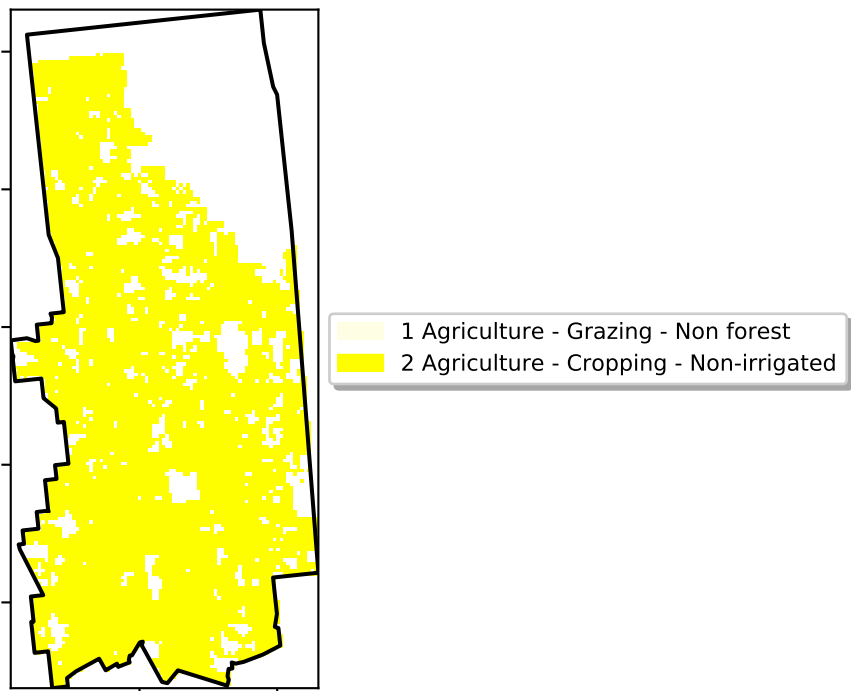 1 Agriculture - Grazing - Non forest
2 Agriculture - Cropping - Non-irrigated